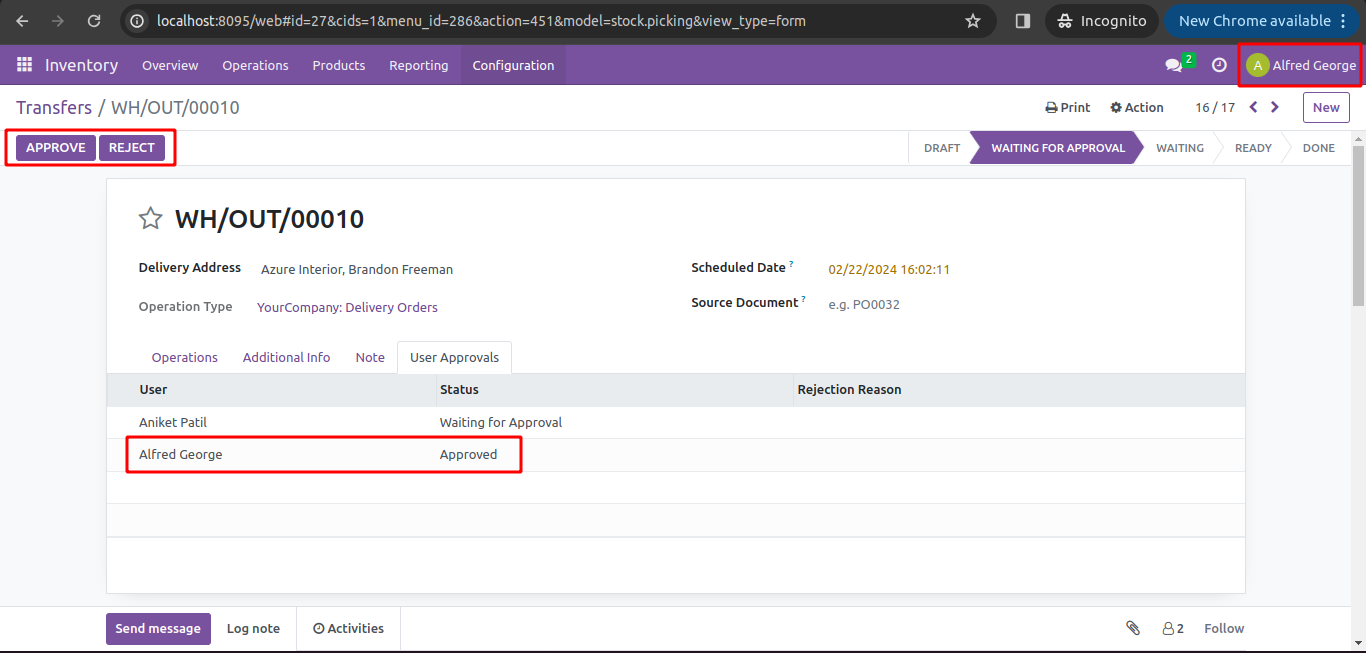 localhost:8095/web#id=27&cids=1&menu_id=286&action=451&model=stock.picking&view_type=form
Incognito
New Chrome available
Inventory Overview Operations Products Reporting Configuration
2
A Alfred George
Transfers / WH/OUT/00010
Print Action 16 / 17 New
APPROVE REJECT
DRAFT WAITING FOR APPROVAL WAITING READY DONE
WH/OUT/00010
Delivery Address Azure Interior, Brandon Freeman
Scheduled Date ? 02/22/2024 16:02:11
Operation Type YourCompany: Delivery Orders
Source Document ? e.g. PO0032
Operations Additional Info Note User Approvals
User Status Rejection Reason
Aniket Patil Waiting for Approval
Alfred George Approved
Send message Log note Activities 2 Follow